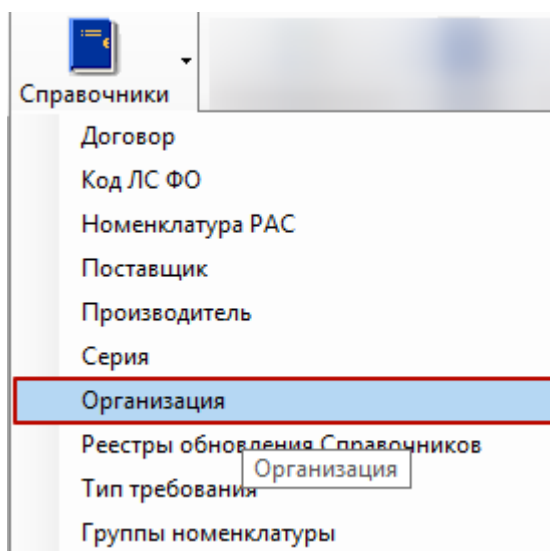 Справочники
Договор
Код ЛС ФО
Номенклатура РАС
Поставщик
Производитель
Серия
Организация
Реестры обновления Справочников
Организация
Тип требования
Группы номенклатуры